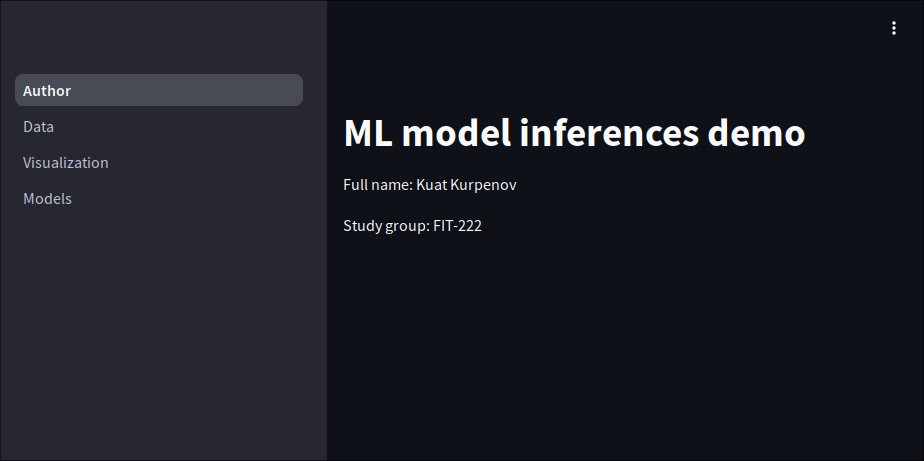 Author
Data
Visualization
Models
ML model inferences demo
Full name: Kuat Kurpenov
Study group: FIT-222